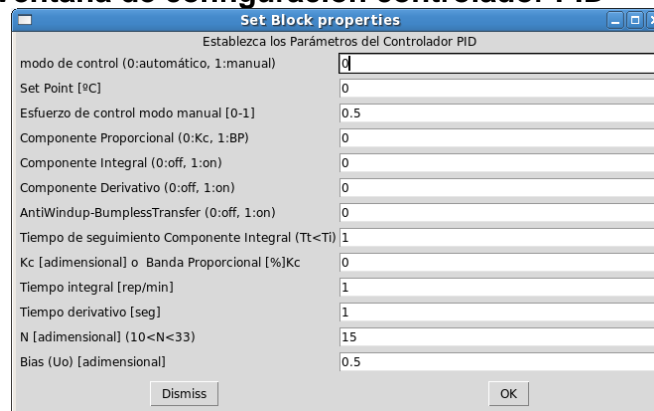 Ventana de configuración controlador PID
Set Block properties
Establezca los Parámetros del Controlador PID
modo de control (0:automático, 1:manual) 0
Set Point [ºC] 0
Esfuerzo de control modo manual [0-1] 0.5
Componente Proporcional (0:Kc, 1:BP) 0
Componente Integral (0:off, 1:on) 0
Componente Derivativo (0:off, 1:on) 0
AntiWindup-BumplessTransfer (0:off, 1:on) 0
Tiempo de seguimiento Componente Integral (Tt<Ti) 1
Kc [adimensional] o Banda Proporcional [%]Kc 0
Tiempo integral [rep/min] 1
Tiempo derivativo [seg] 1
N [adimensional] (10<N<33) 15
Bias (Uo) [adimensional] 0.5
Dismiss OK